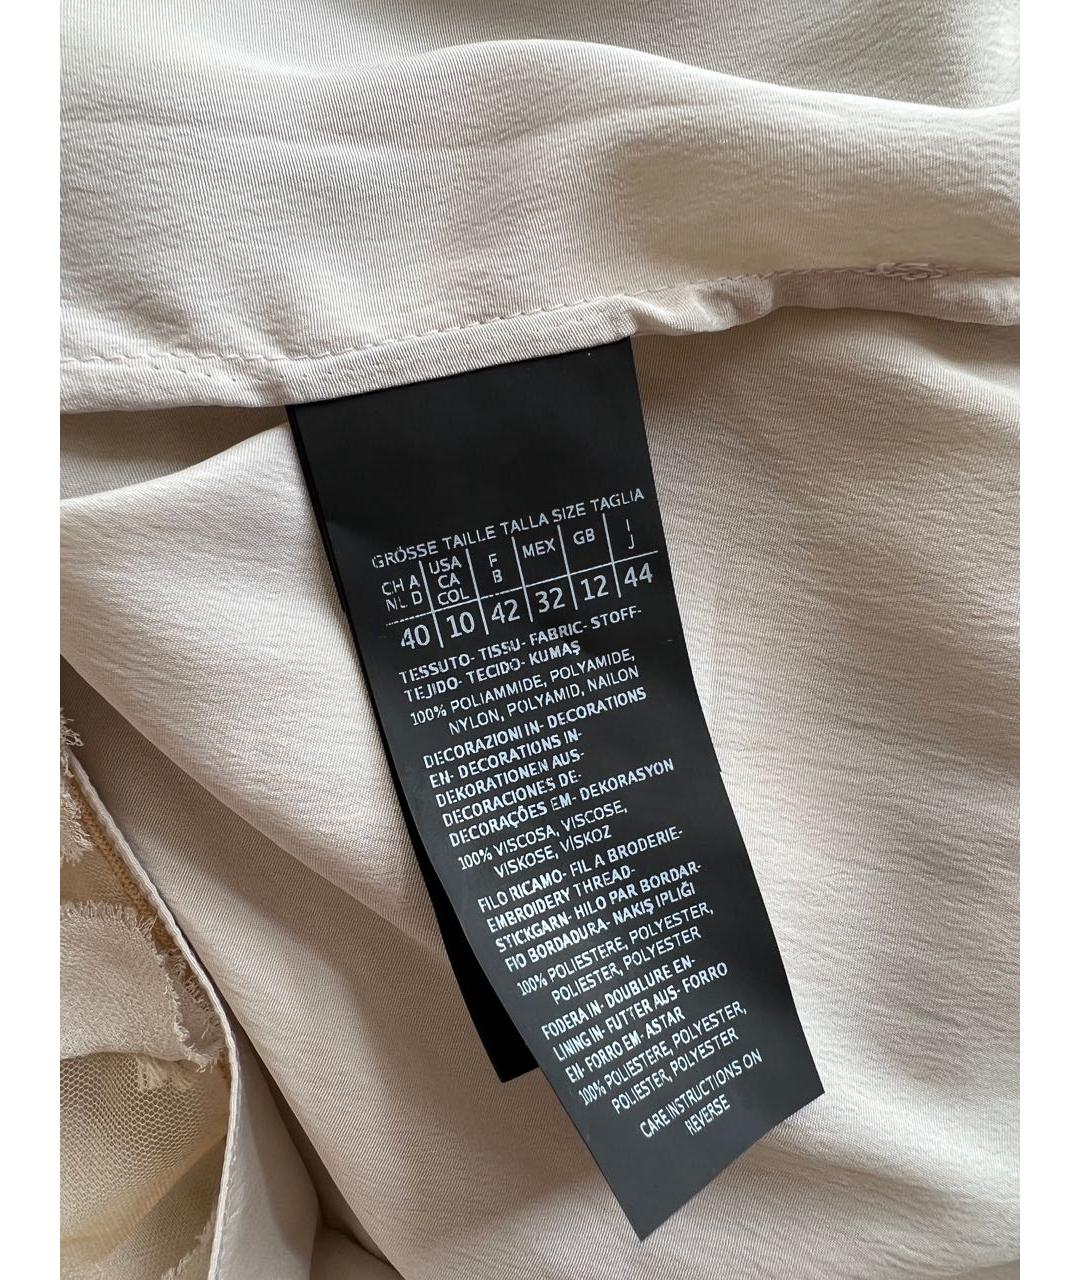 GRÖSSE TAILLE TALLA SIZE TAGLIA
CH A NL D | USA CA COL | F B | MEX | GB | I J
40 | 10 | 42 | 32 | 12 | 44
TESSUTO- TISSU- FABRIC- STOFF-
TEJIDO- TECIDO- KUMAŞ
100% POLIAMMIDE, POLYAMIDE,
NYLON, POLYAMID, NAILON
DECORAZIONI IN- DECORATIONS
EN- DECORATIONS IN-
DEKORATIONEN AUS-
DECORACIONES DE-
DECORAÇÕES EM- DEKORASYON
100% VISCOSA, VISCOSE,
VISKOSE, VİSKOZ
FILO RICAMO- FIL A BRODERIE-
EMBROIDERY THREAD-
STICKGARN- HILO PAR BORDAR-
FIO BORDADURA- NAKIŞ IPLIĞI
100% POLIESTERE, POLYESTER,
POLIESTER, POLYESTER
FODERA IN- DOUBLURE EN-
LINING IN- FUTTER AUS- FORRO
EN- FORRO EM- ASTAR
100% POLIESTERE, POLYESTER,
POLIESTER, POLYESTER
CARE INSTRUCTIONS ON
REVERSE